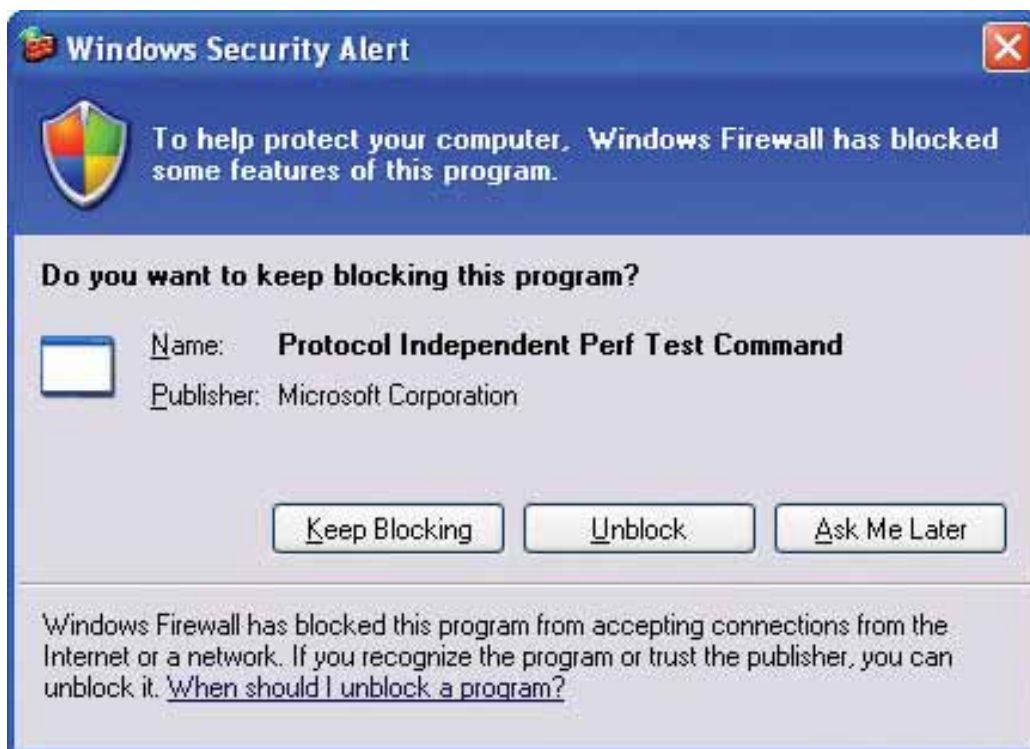 Windows Security Alert
To help protect your computer, Windows Firewall has blocked
some features of this program.
Do you want to keep blocking this program?
Name: Protocol Independent Perf Test Command
Publisher: Microsoft Corporation
Keep Blocking Unblock Ask Me Later
Windows Firewall has blocked this program from accepting connections from the
Internet or a network. If you recognize the program or trust the publisher, you can
unblock it. When should I unblock a program?